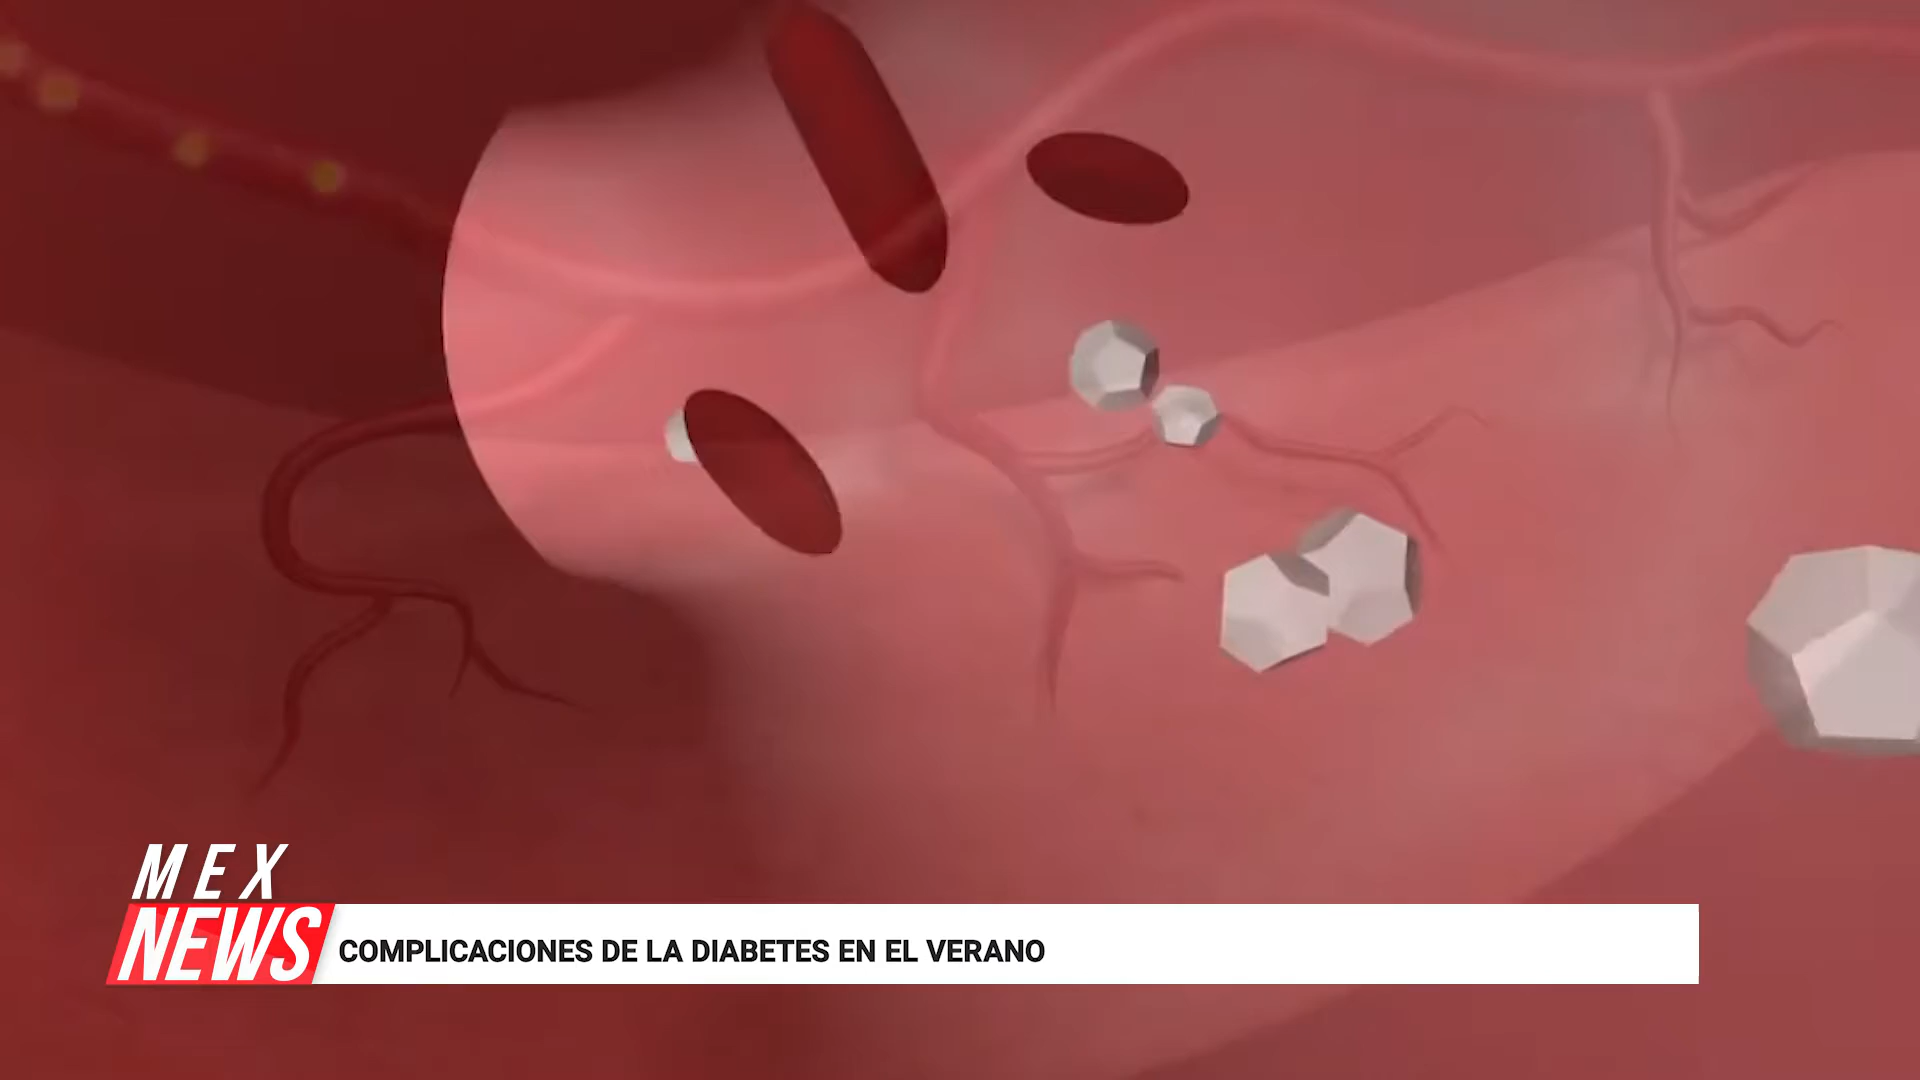 MEX
NEWS
COMPLICACIONES DE LA DIABETES EN EL VERANO